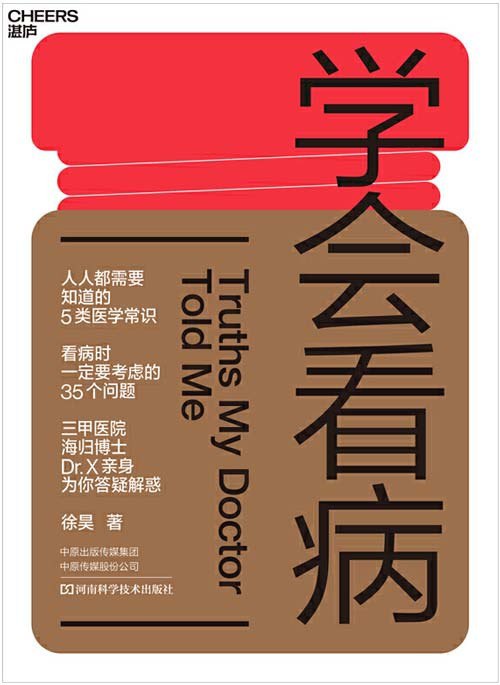 CHEERS
湛庐
学会看病
Truths My Doctor
Told Me
人人都需要
知道的
5类医学常识
看病时
一定要考虑的
35个问题
三甲医院
海归博士
Dr.X亲身
为你答疑解惑
徐昊 著
中原出版传媒集团
中原传媒股份公司
河南科学技术出版社